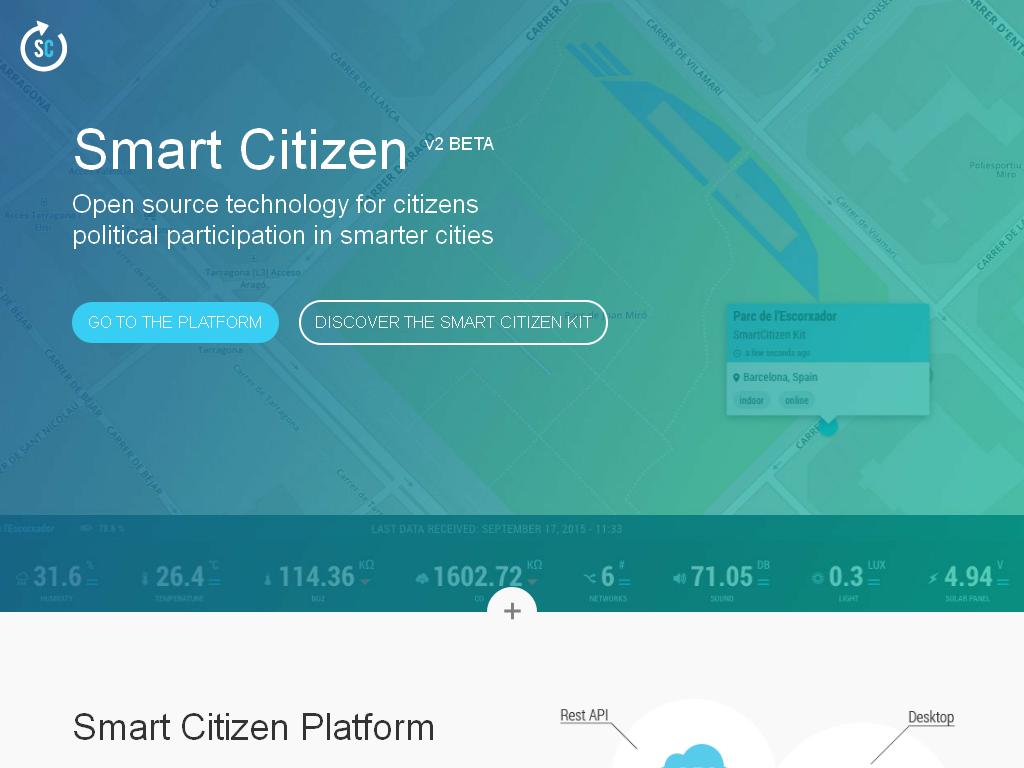 SC
CARRER DE VILAMARÍ
CARRER DEL CONSELL
CARRER D'ENT
TARRAGONA
CARRER DE LLANÇÀ
Smart Citizen v2 BETA
CARRER D'ARAGÓ
Poliesportiu
Miró
Open source technology for citizens
political participation in smarter cities
Carrer de Vilamarí
Tarragona (L3) Acceso
Aragó
GO TO THE PLATFORM
DISCOVER THE SMART CITIZEN KIT
Tarragona
Carrer de Tarragona
Parc de l'Escorxador
SmartCitizen Kit
a few seconds ago
Barcelona, Spain
indoor online
CARRER DE BÉJAR
CARRER DE SANT NICOLAU
l'Escorxador 78.6 %
LAST DATA RECEIVED: SEPTEMBER 17, 2015 - 11:33
31.6 % 26.4 °C 114.36 KΩ 1602.72 KΩ 6 # 71.05 DB 0.3 LUX 4.94 V
HUMIDITY TEMPERATURE NO2 CO NETWORKS SOUND LIGHT SOLAR PANEL
+
Smart Citizen Platform
Rest API
Desktop